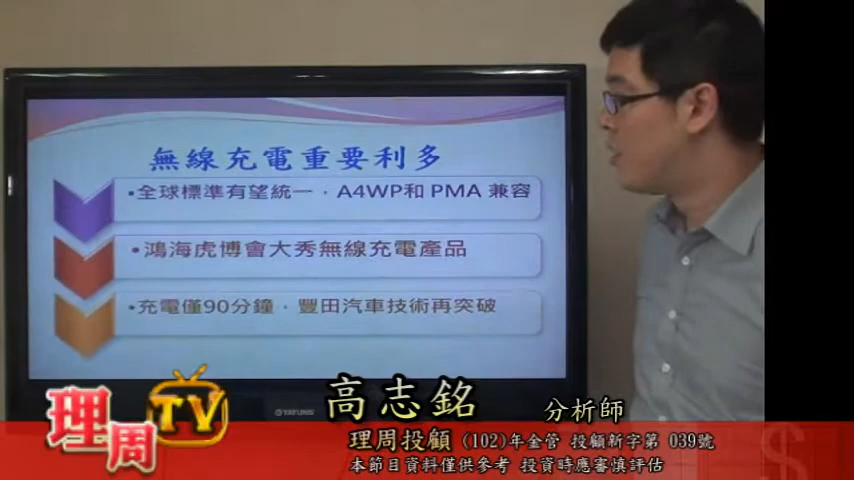 無線充電重要利多
•全球標準有望統一，A4WP和 PMA 兼容
•鴻海虎博會大秀無線充電產品
•充電僅90分鐘，豐田汽車技術再突破
TATUNG
理周TV
高志銘 分析師
理周投顧 (102)年金管 投顧新字第 039號
本節目資料僅供參考 投資時應審慎評估